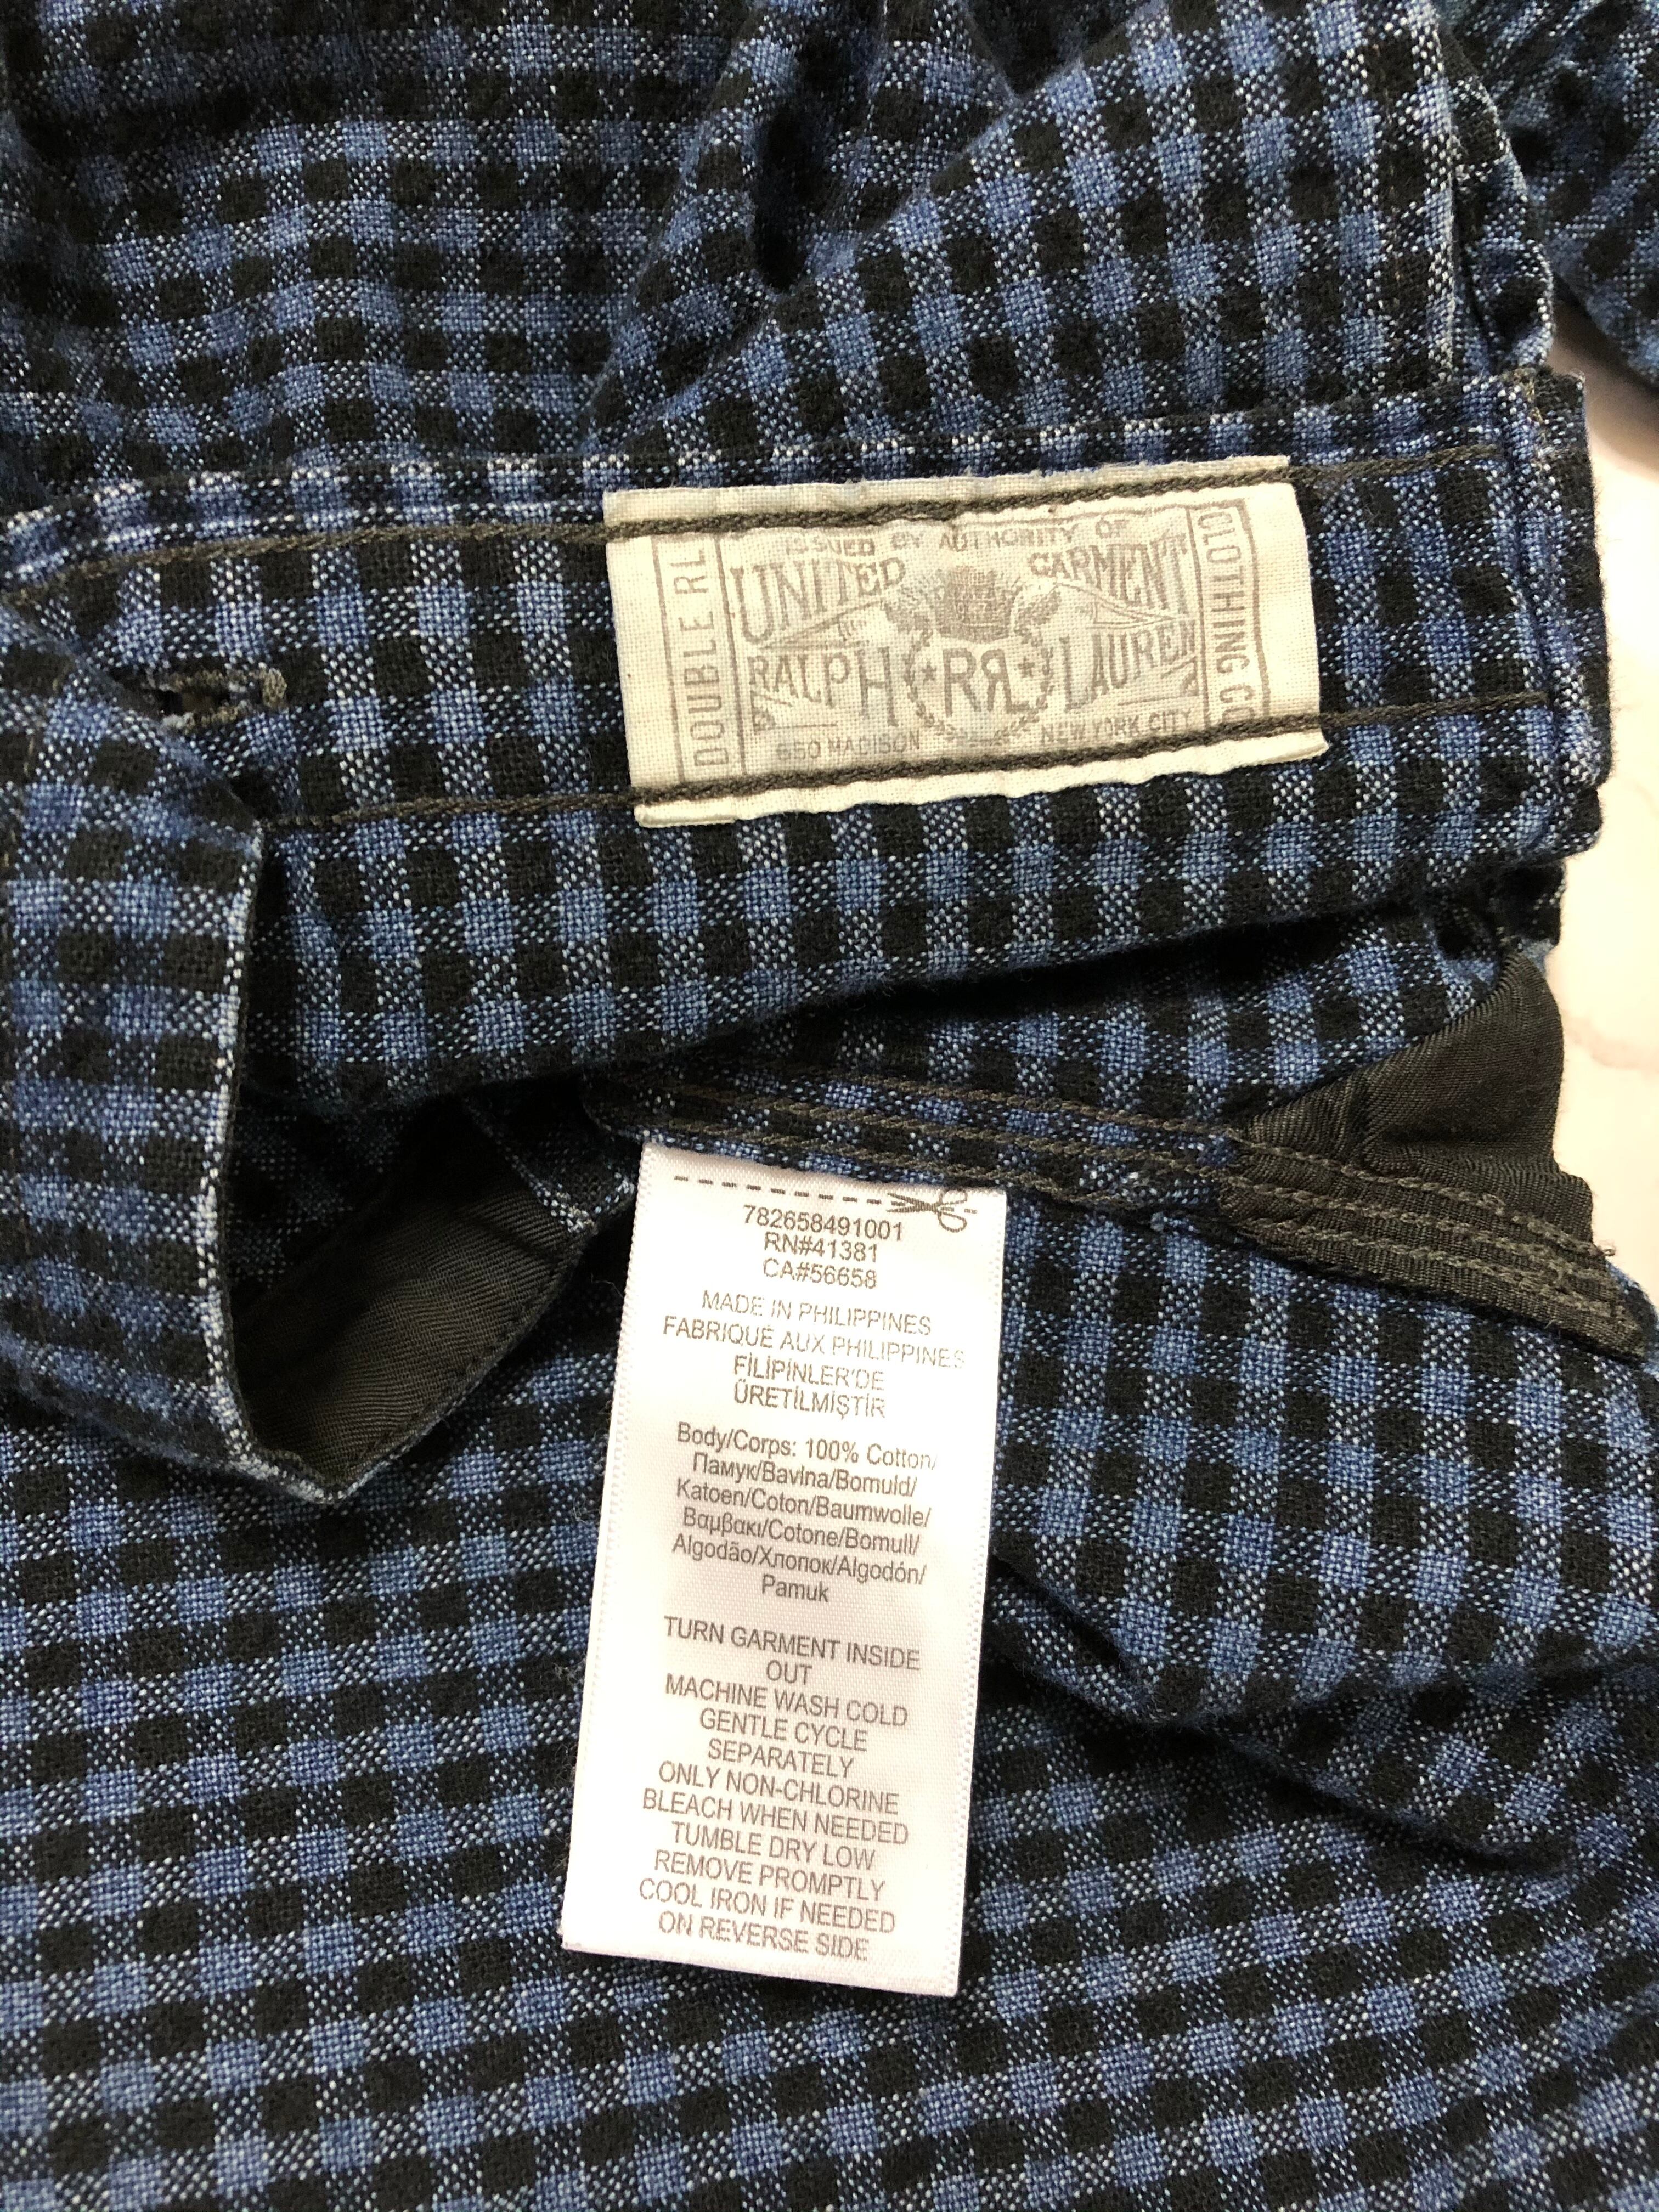 ISSUED BY AUTHORITY OF
DOUBLE RL
UNITED GARMENT
RALPH RRL LAUREN
650 MADISON NEW YORK CITY
CLOTHING CO
782658491001
RN#41381
CA#56658
MADE IN PHILIPPINES
FABRIQUÉ AUX PHILIPPINES
FİLİPİNLER'DE
ÜRETİLMİŞTİR
Body/Corps: 100% Cotton/
Памук/Bavlna/Bomuld/
Katoen/Coton/Baumwolle/
Βαμβακι/Cotone/Bomull/
Algodão/Хлопок/Algodón/
Pamuk
TURN GARMENT INSIDE
OUT
MACHINE WASH COLD
GENTLE CYCLE
SEPARATELY
ONLY NON-CHLORINE
BLEACH WHEN NEEDED
TUMBLE DRY LOW
REMOVE PROMPTLY
COOL IRON IF NEEDED
ON REVERSE SIDE